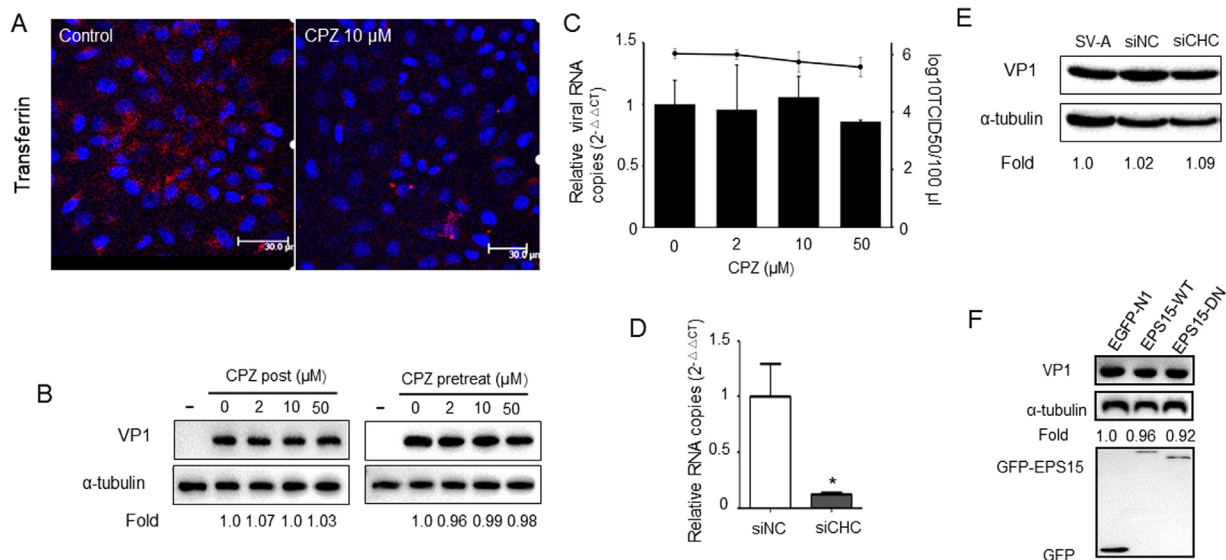 A
Control
CPZ 10 µM
Transferrin
30.0 µm
30.0 µm
B
CPZ post (µM)
CPZ pretreat (µM)
– 0 2 10 50
– 0 2 10 50
VP1
α-tubulin
Fold
1.0 1.07 1.0 1.03
1.0 0.96 0.99 0.98
C
Relative viral RNA
copies (2-△△CT)
1.5
1
0.5
0
6
4
2
0
log10TCID50/100 µl
0 2 10 50
CPZ (µM)
D
Relative RNA copies (2-△△CT)
1.5
1
0.5
0
*
siNC siCHC
E
SV-A siNC siCHC
VP1
α-tubulin
Fold
1.0 1.02 1.09
F
EGFP-N1
EPS15-WT
EPS15-DN
VP1
α-tubulin
Fold
1.0 0.96 0.92
GFP-EPS15
GFP